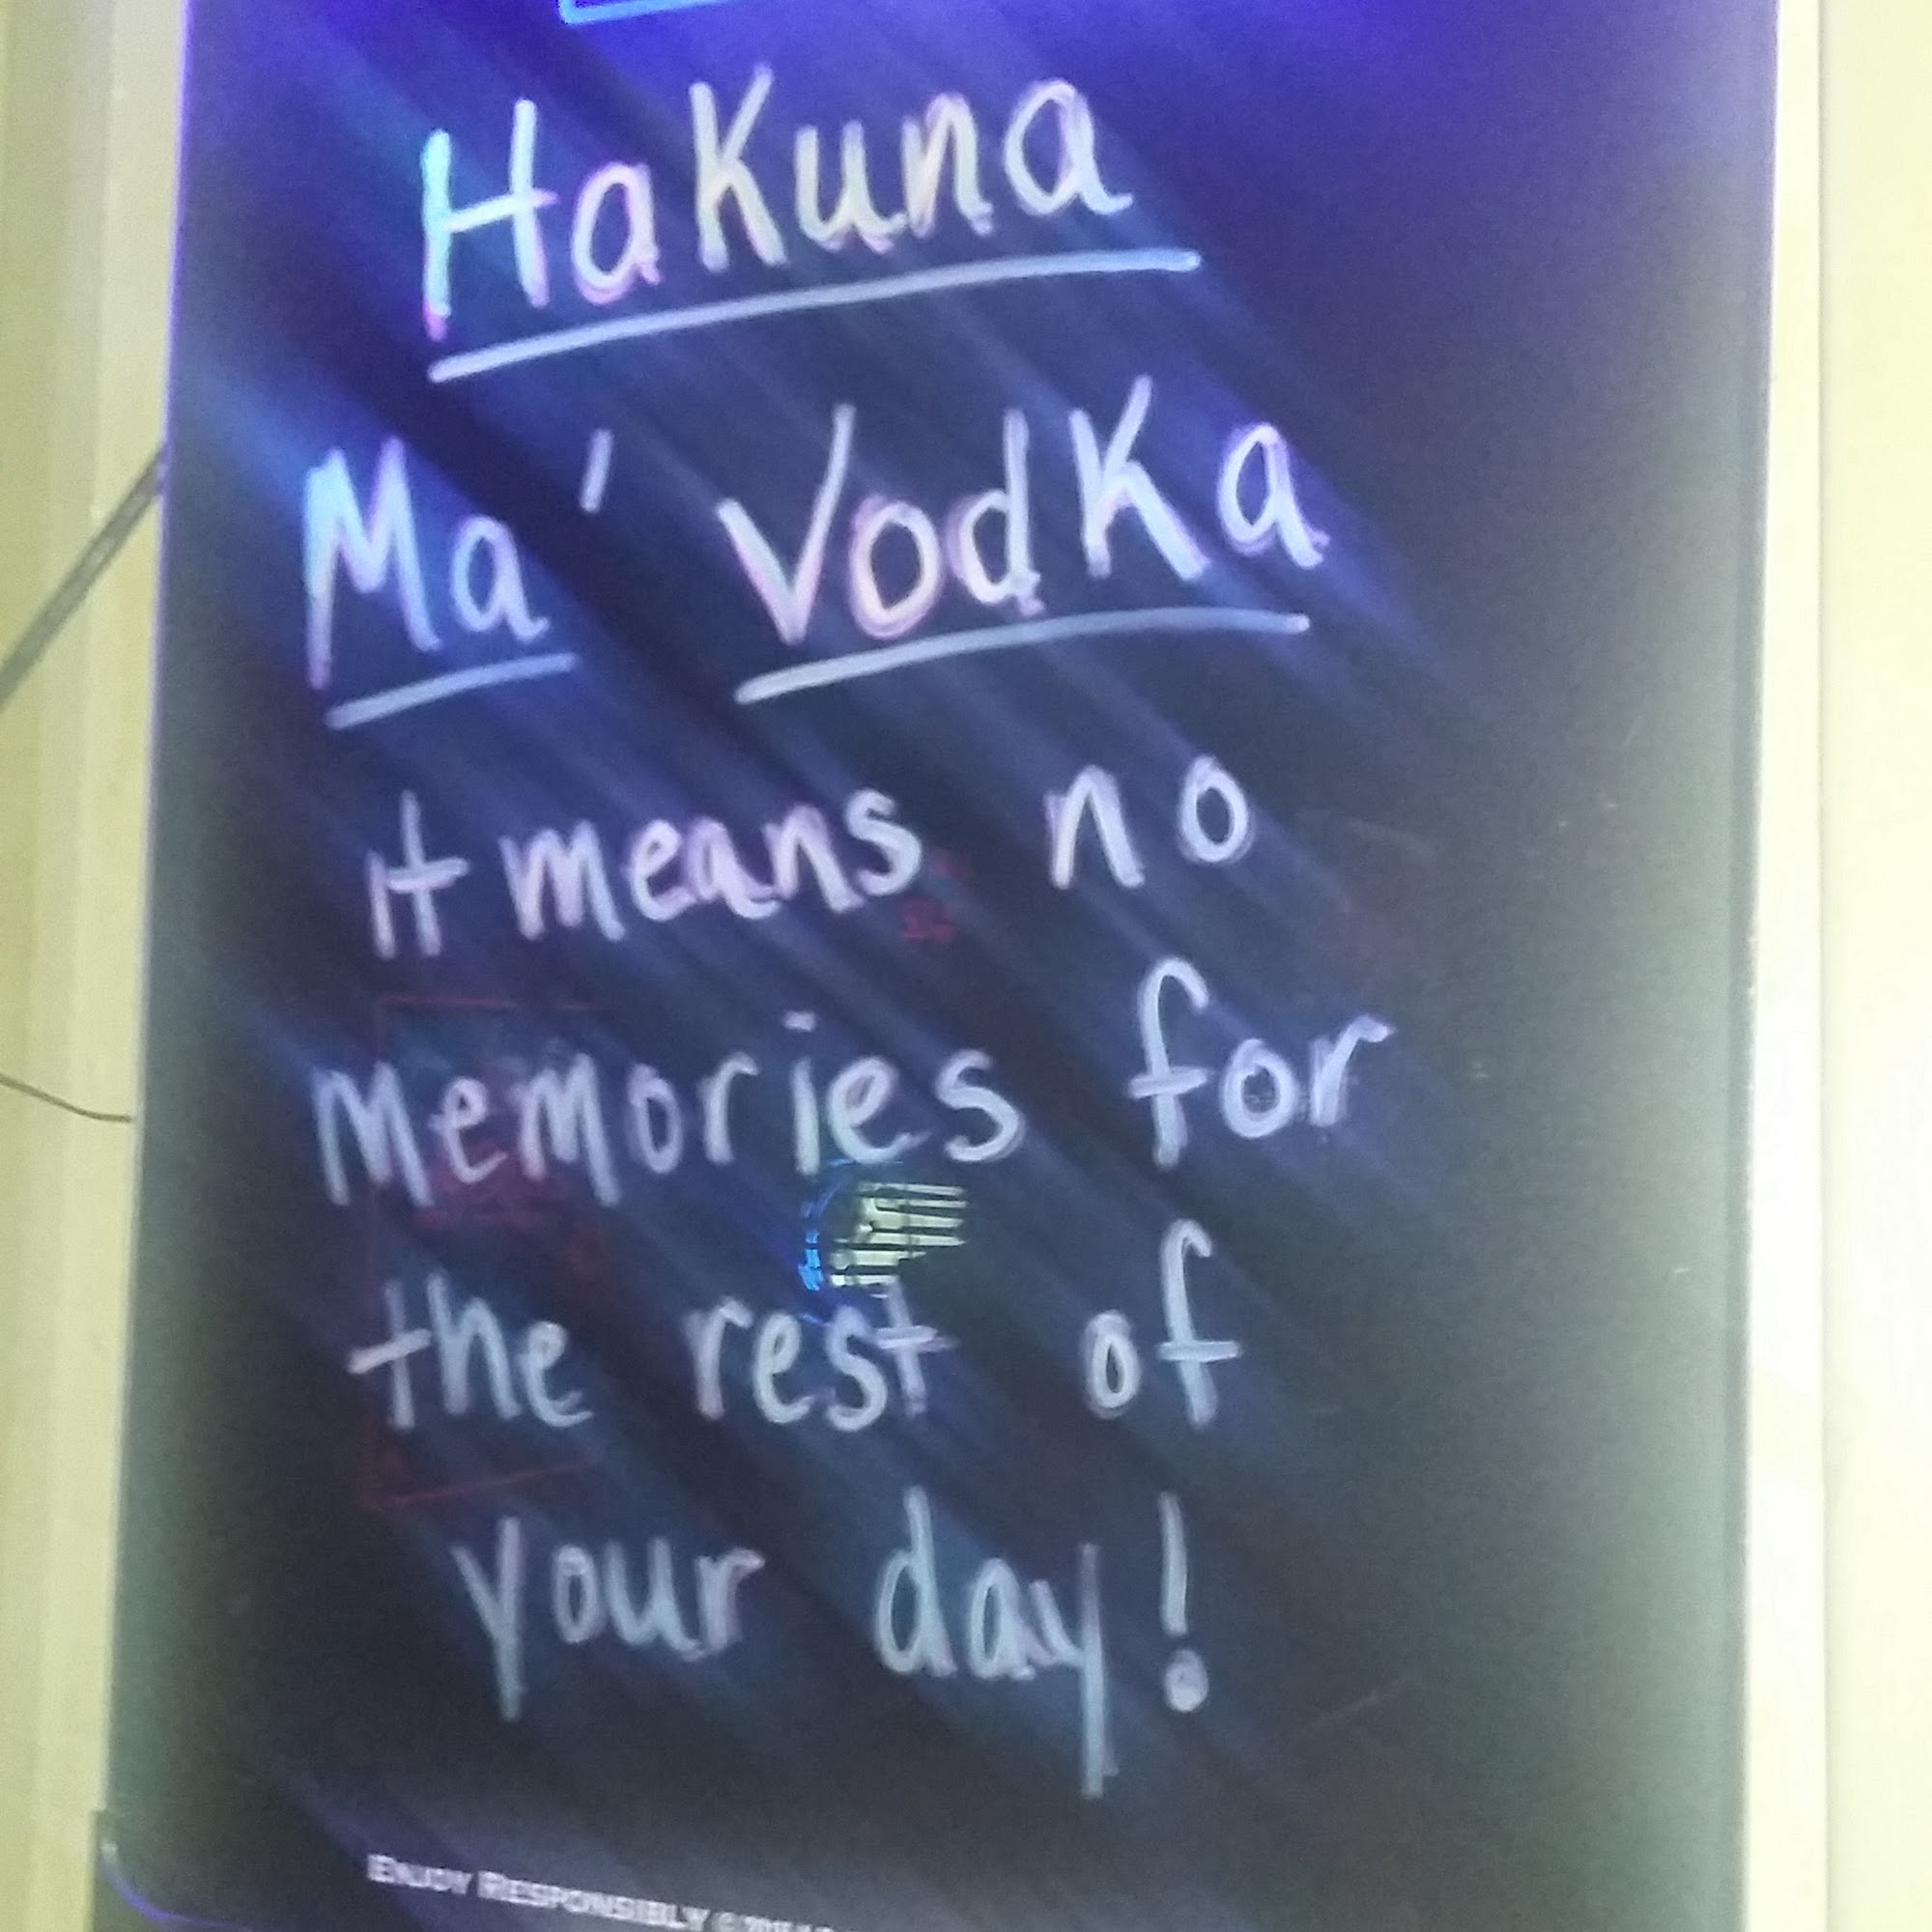 HaKuna
Ma' VodKa
it means no
Memories for
the rest of
your day!
ENJOY RESPONSIBLY ©